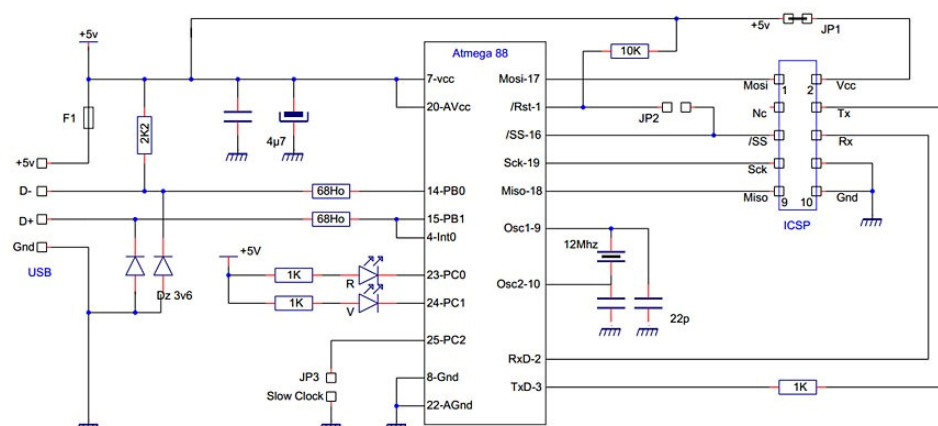 +5v
JP1
+5v
Atmega 88
10K
7-vcc
Mosi-17
Mosi
1
2
Vcc
20-AVcc
/Rst-1
JP2
Nc
Tx
F1
2K2
4µ7
/SS-16
/SS
Rx
+5v
Sck-19
Sck
D-
68Ho
14-PB0
Miso-18
Miso
9
10
Gnd
D+
68Ho
15-PB1
4-Int0
Osc1-9
ICSP
Gnd
12Mhz
USB
+5V
1K
R
23-PC0
Osc2-10
Dz 3v6
1K
V
24-PC1
22p
25-PC2
RxD-2
JP3
8-Gnd
TxD-3
1K
Slow Clock
22-AGnd